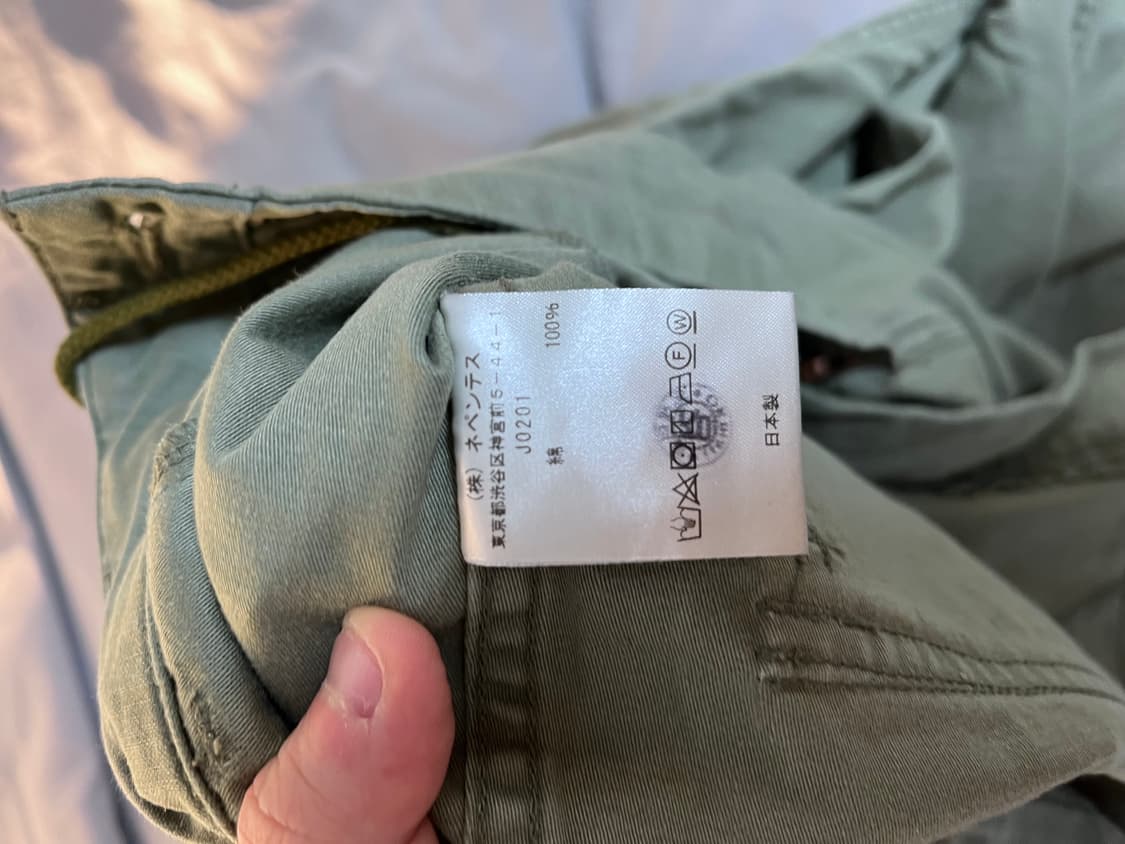 (株) ネペンテス
東京都渋谷区神宮前5-44-1
J0201
綿 100%
F W
日本製